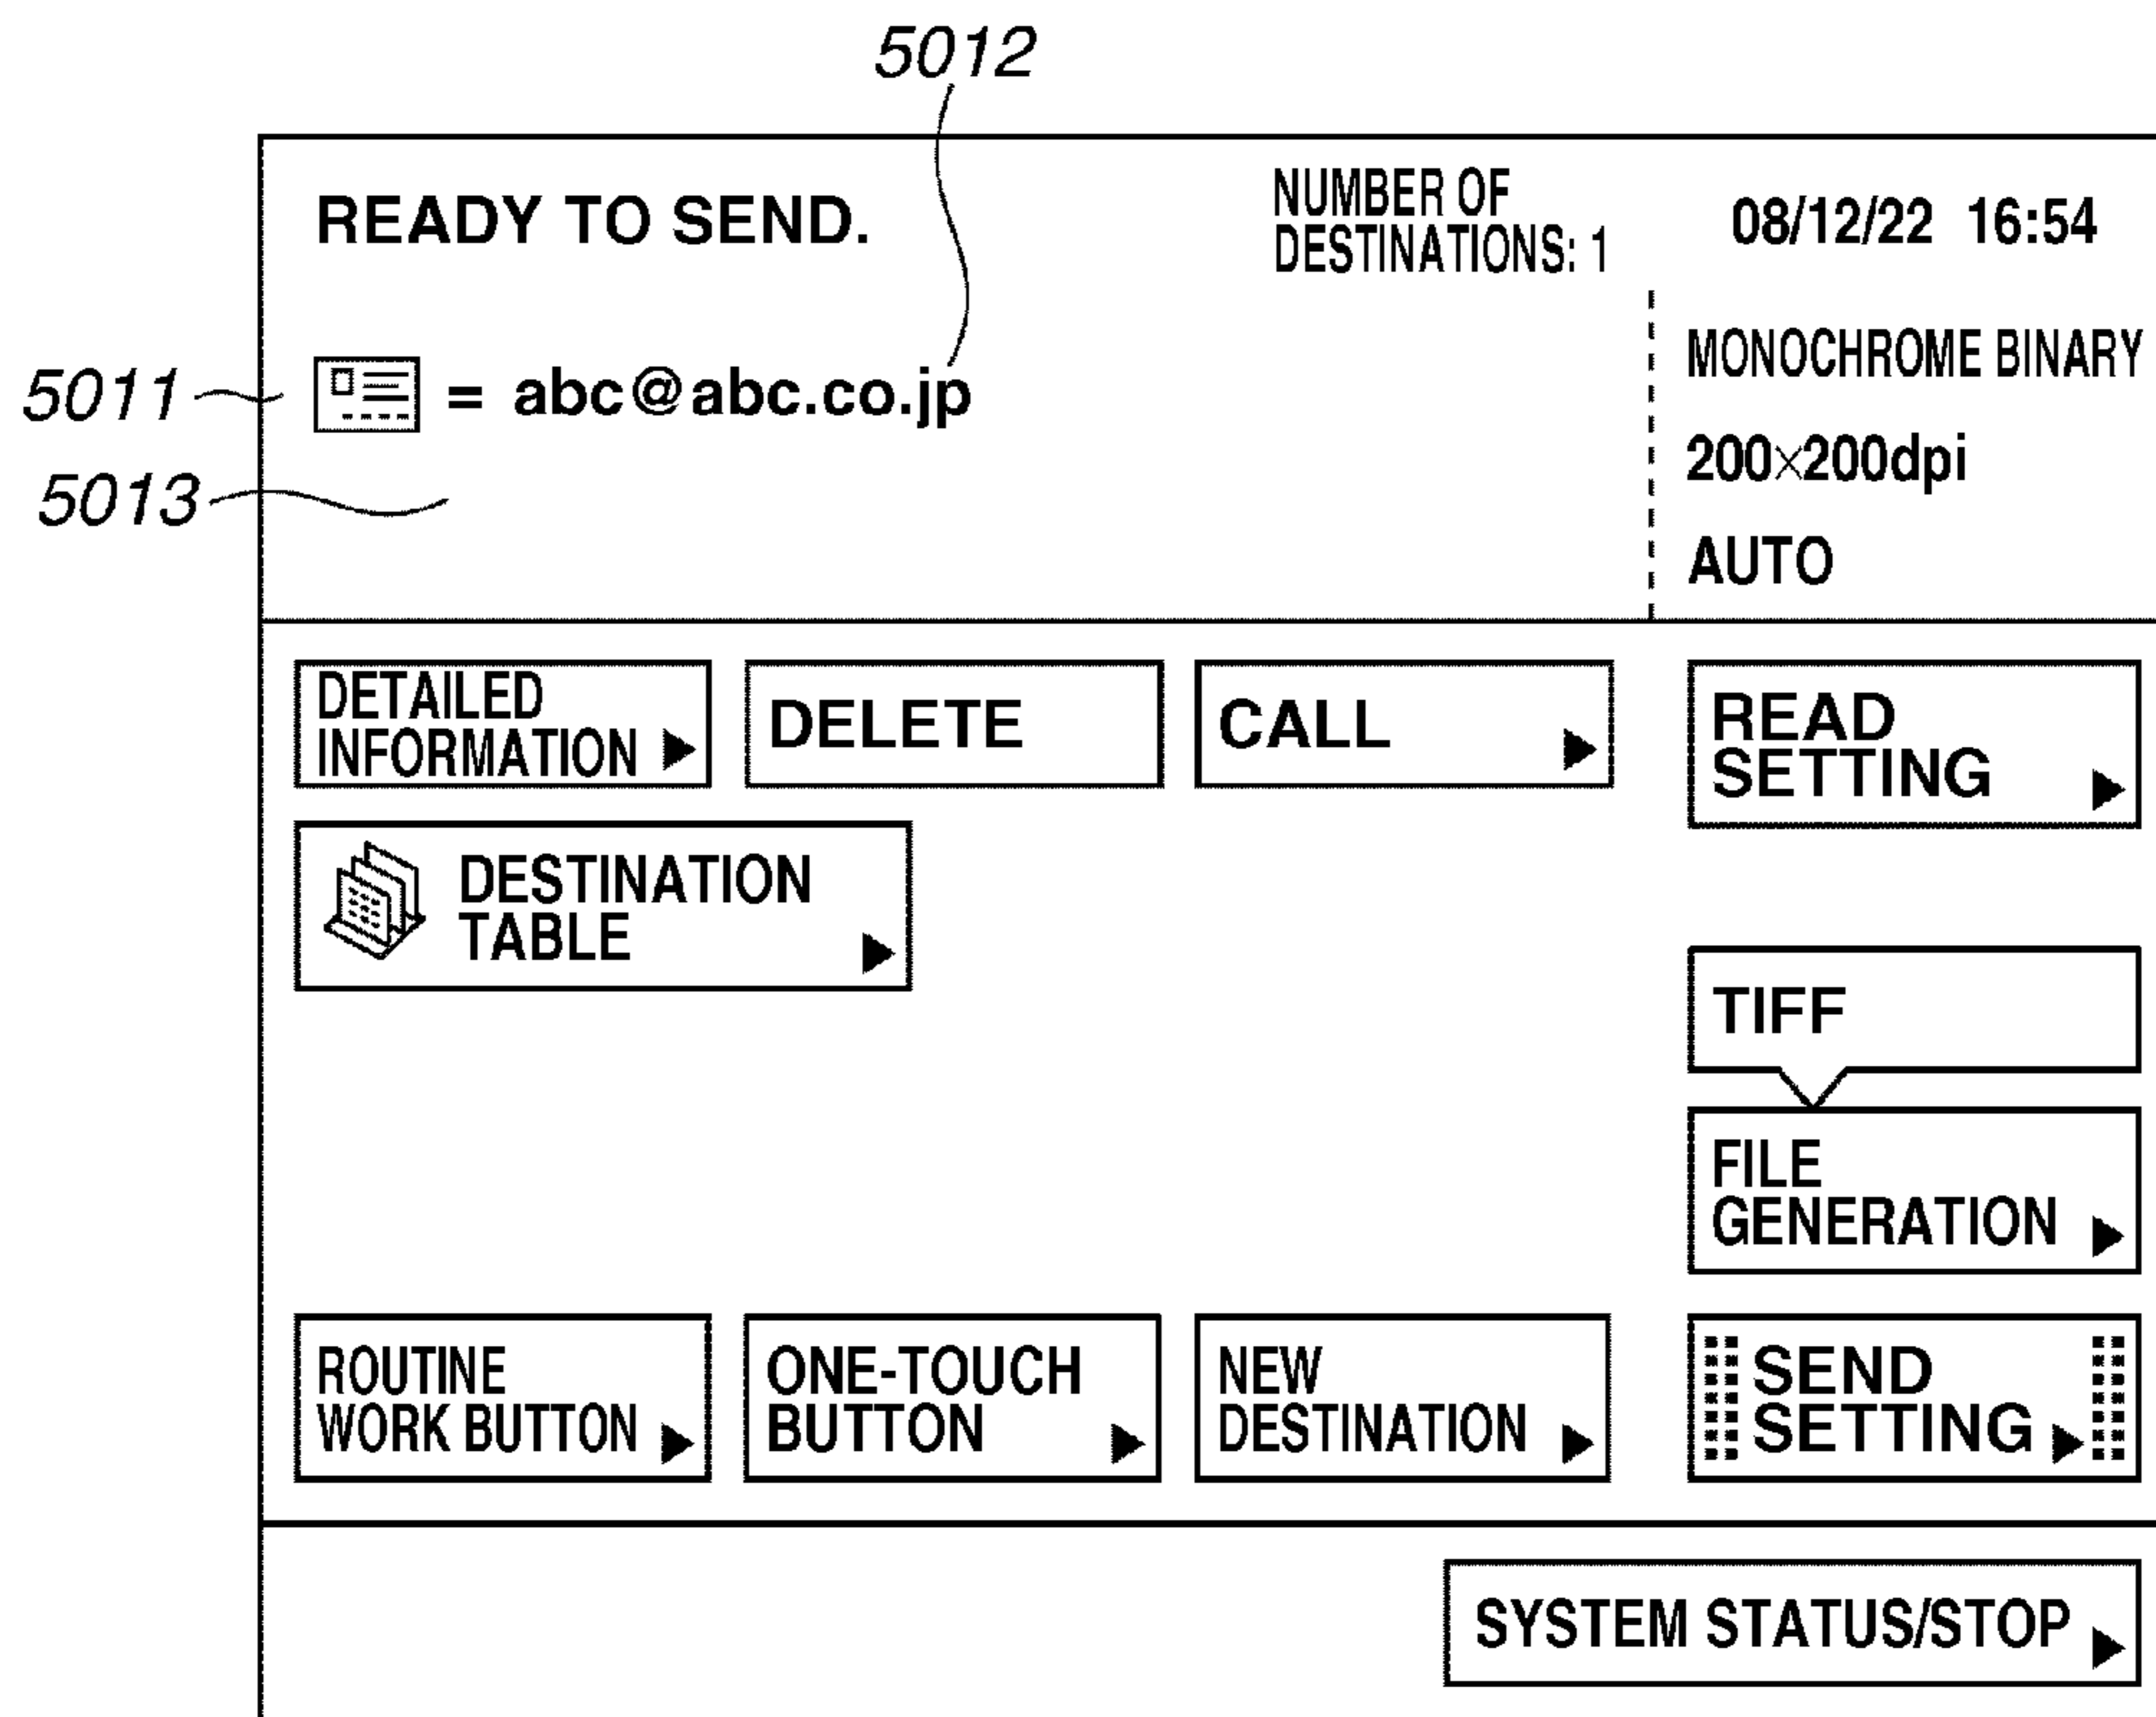 5012
READY TO SEND.
NUMBER OF
DESTINATIONS: 1
08/12/22 16:54
5011
= abc@abc.co.jp
MONOCHROME BINARY
5013
200×200dpi
AUTO
DETAILED
INFORMATION
DELETE
CALL
READ
SETTING
DESTINATION
TABLE
TIFF
FILE
GENERATION
ROUTINE
WORK BUTTON
ONE-TOUCH
BUTTON
NEW
DESTINATION
SEND
SETTING
SYSTEM STATUS/STOP